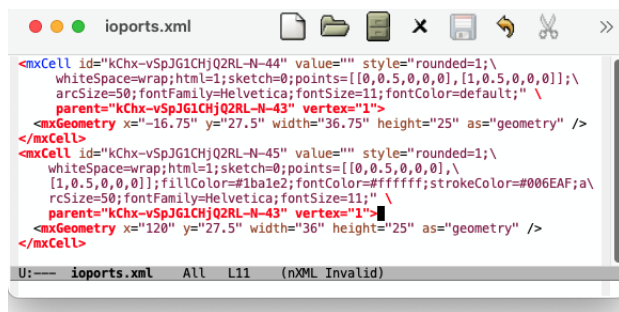 ioports.xml
<mxCell id="kChx-vSpJG1CHjQ2RL-N-44" value="" style="rounded=1;\
whiteSpace=wrap;html=1;sketch=0;points=[[0,0.5,0,0,0],[1,0.5,0,0,0]];\
arcSize=50;fontFamily=Helvetica;fontSize=11;fontColor=default;" \
parent="kChx-vSpJG1CHjQ2RL-N-43" vertex="1">
<mxGeometry x="-16.75" y="27.5" width="36.75" height="25" as="geometry" />
</mxCell>
<mxCell id="kChx-vSpJG1CHjQ2RL-N-45" value="" style="rounded=1;\
whiteSpace=wrap;html=1;sketch=0;points=[[0,0.5,0,0,0],\
[1,0.5,0,0,0]];fillColor=#1ba1e2;fontColor=#ffffff;strokeColor=#006EAF;a\
rcSize=50;fontFamily=Helvetica;fontSize=11;" \
parent="kChx-vSpJG1CHjQ2RL-N-43" vertex="1">
<mxGeometry x="120" y="27.5" width="36" height="25" as="geometry" />
</mxCell>
U:--- ioports.xml All L11 (nXML Invalid)